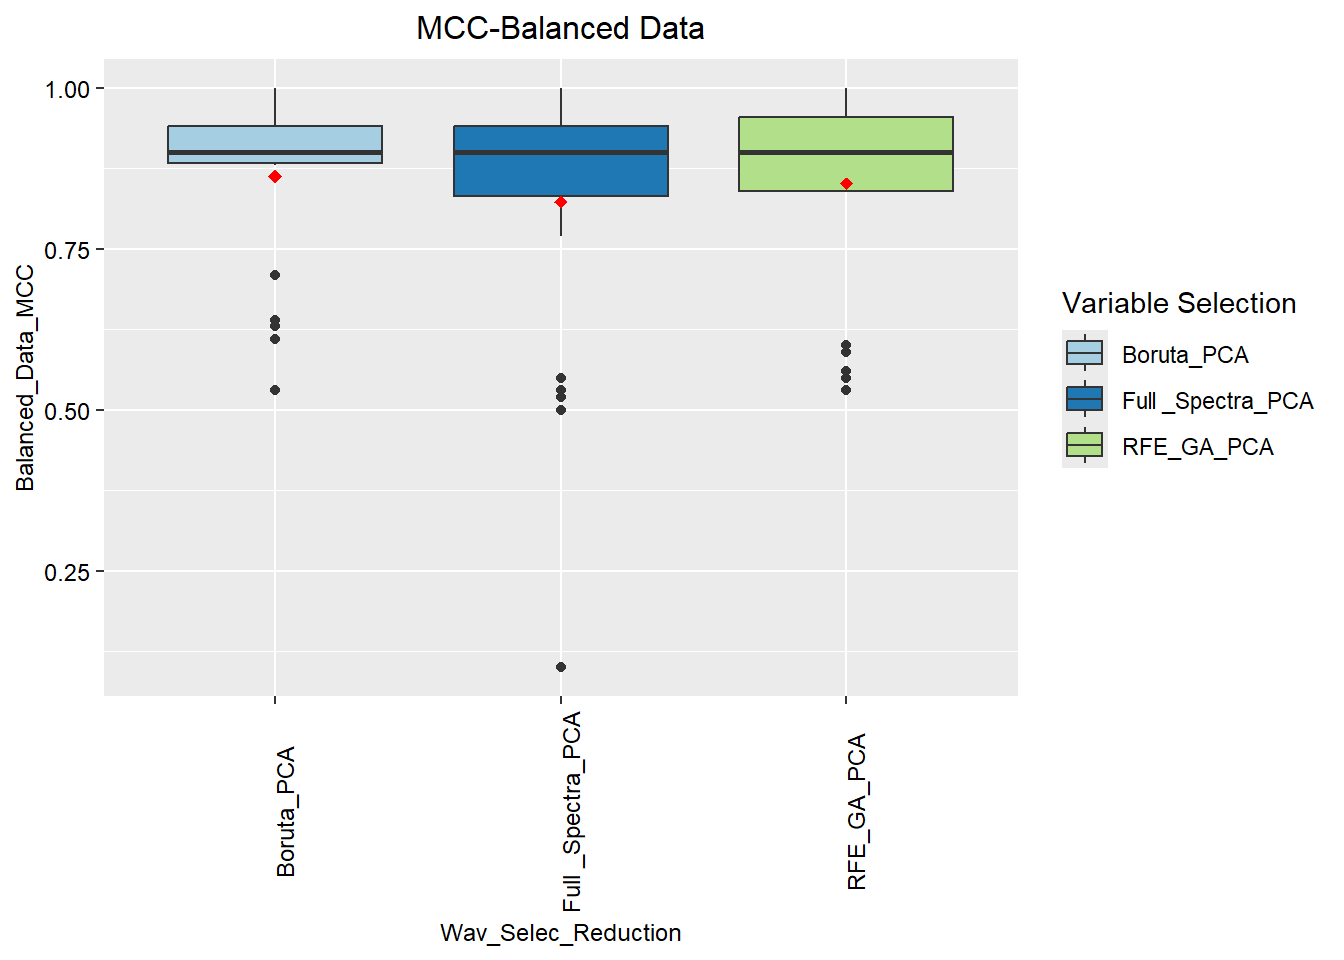 MCC-Balanced Data
Balanced_Data_MCC
1.00
0.75
0.50
0.25
Boruta_PCA
Full _Spectra_PCA
RFE_GA_PCA
Wav_Selec_Reduction
Variable Selection
Boruta_PCA
Full _Spectra_PCA
RFE_GA_PCA